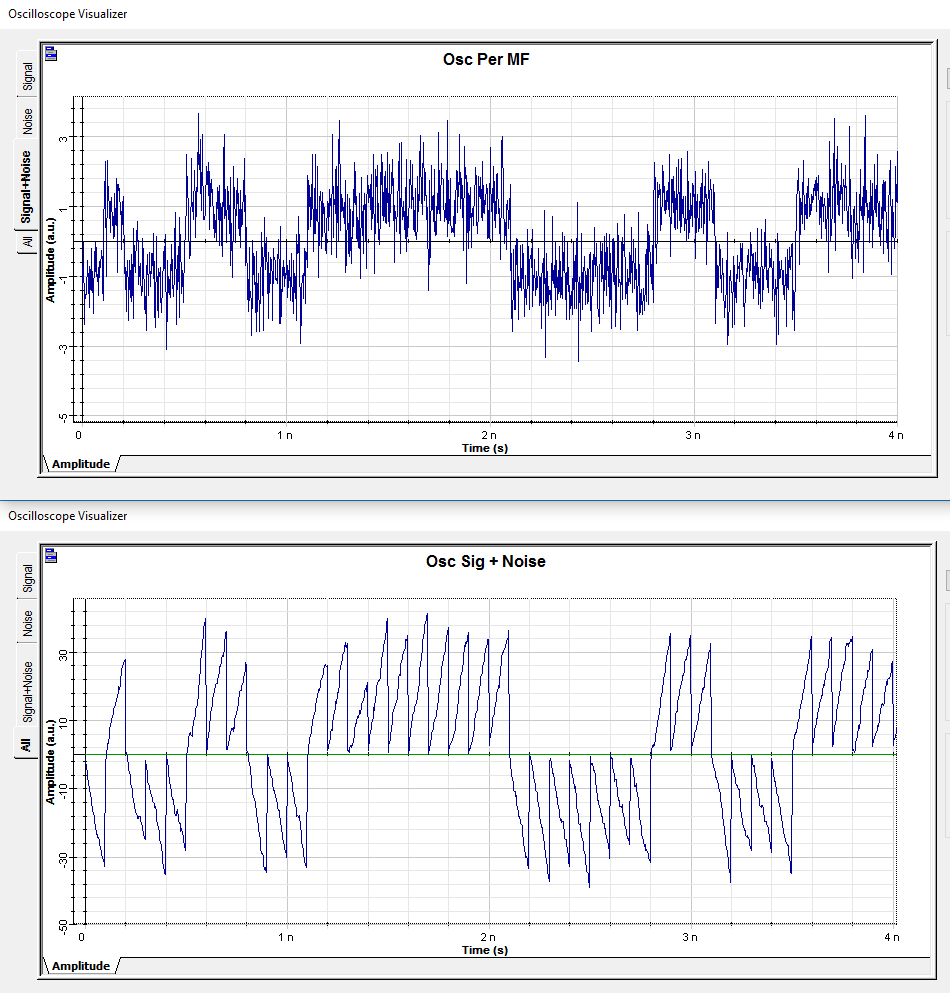 Oscilloscope Visualizer
Osc Per MF
Signal
Noise
Signal+Noise
All
Amplitude (a.u.)
3
1
-1
-3
-5
0 1 n 2 n 3 n 4 n
Time (s)
Amplitude
Oscilloscope Visualizer
Osc Sig + Noise
Signal
Noise
Signal+Noise
All
Amplitude (a.u.)
30
10
-10
-30
-50
0 1 n 2 n 3 n 4 n
Time (s)
Amplitude